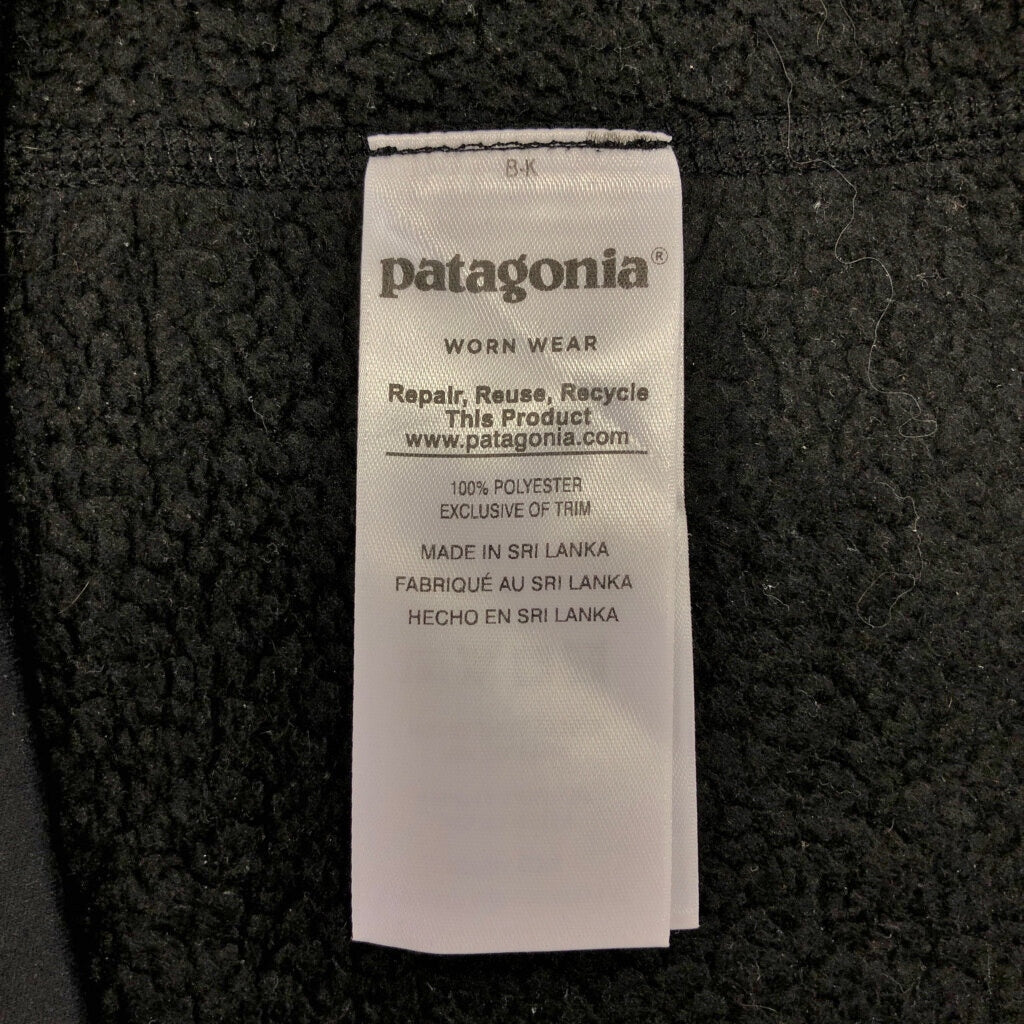 B-K
patagonia®
WORN WEAR
Repair, Reuse, Recycle
This Product
www.patagonia.com
100% POLYESTER
EXCLUSIVE OF TRIM
MADE IN SRI LANKA
FABRIQUÉ AU SRI LANKA
HECHO EN SRI LANKA